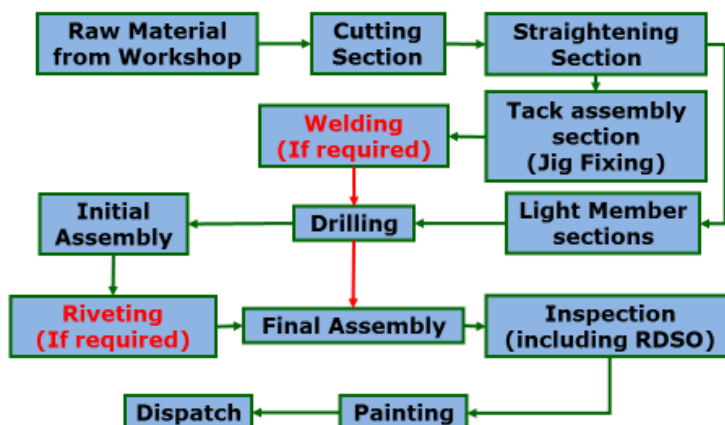 Raw Material
from Workshop
Cutting
Section
Straightening
Section
Welding
(If required)
Tack assembly
section
(Jig Fixing)
Initial
Assembly
Drilling
Light Member
sections
Riveting
(If required)
Final Assembly
Inspection
(including RDSO)
Dispatch
Painting